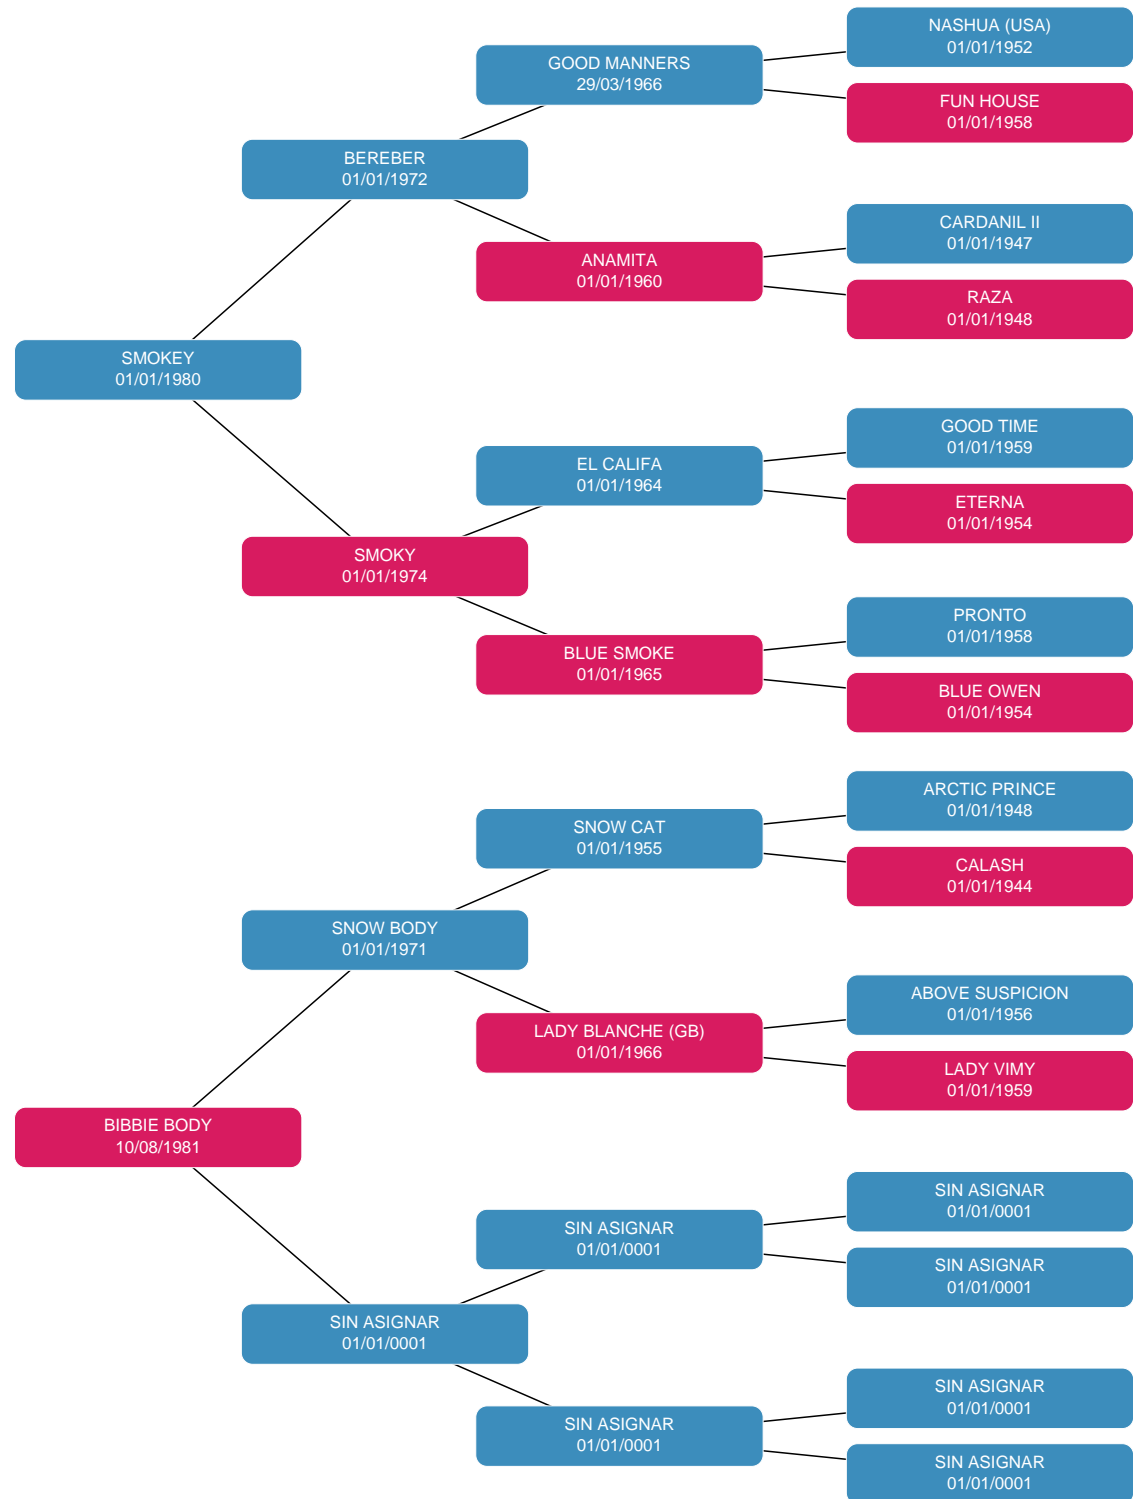 NASHUA (USA)
01/01/1952
GOOD MANNERS
29/03/1966
FUN HOUSE
01/01/1958
BEREBER
01/01/1972
CARDANIL II
01/01/1947
ANAMITA
01/01/1960
RAZA
01/01/1948
SMOKEY
01/01/1980
GOOD TIME
01/01/1959
EL CALIFA
01/01/1964
ETERNA
01/01/1954
SMOKY
01/01/1974
PRONTO
01/01/1958
BLUE SMOKE
01/01/1965
BLUE OWEN
01/01/1954
ARCTIC PRINCE
01/01/1948
SNOW CAT
01/01/1955
CALASH
01/01/1944
SNOW BODY
01/01/1971
ABOVE SUSPICION
01/01/1956
LADY BLANCHE (GB)
01/01/1966
LADY VIMY
01/01/1959
BIBBIE BODY
10/08/1981
SIN ASIGNAR
01/01/0001
SIN ASIGNAR
01/01/0001
SIN ASIGNAR
01/01/0001
SIN ASIGNAR
01/01/0001
SIN ASIGNAR
01/01/0001
SIN ASIGNAR
01/01/0001
SIN ASIGNAR
01/01/0001